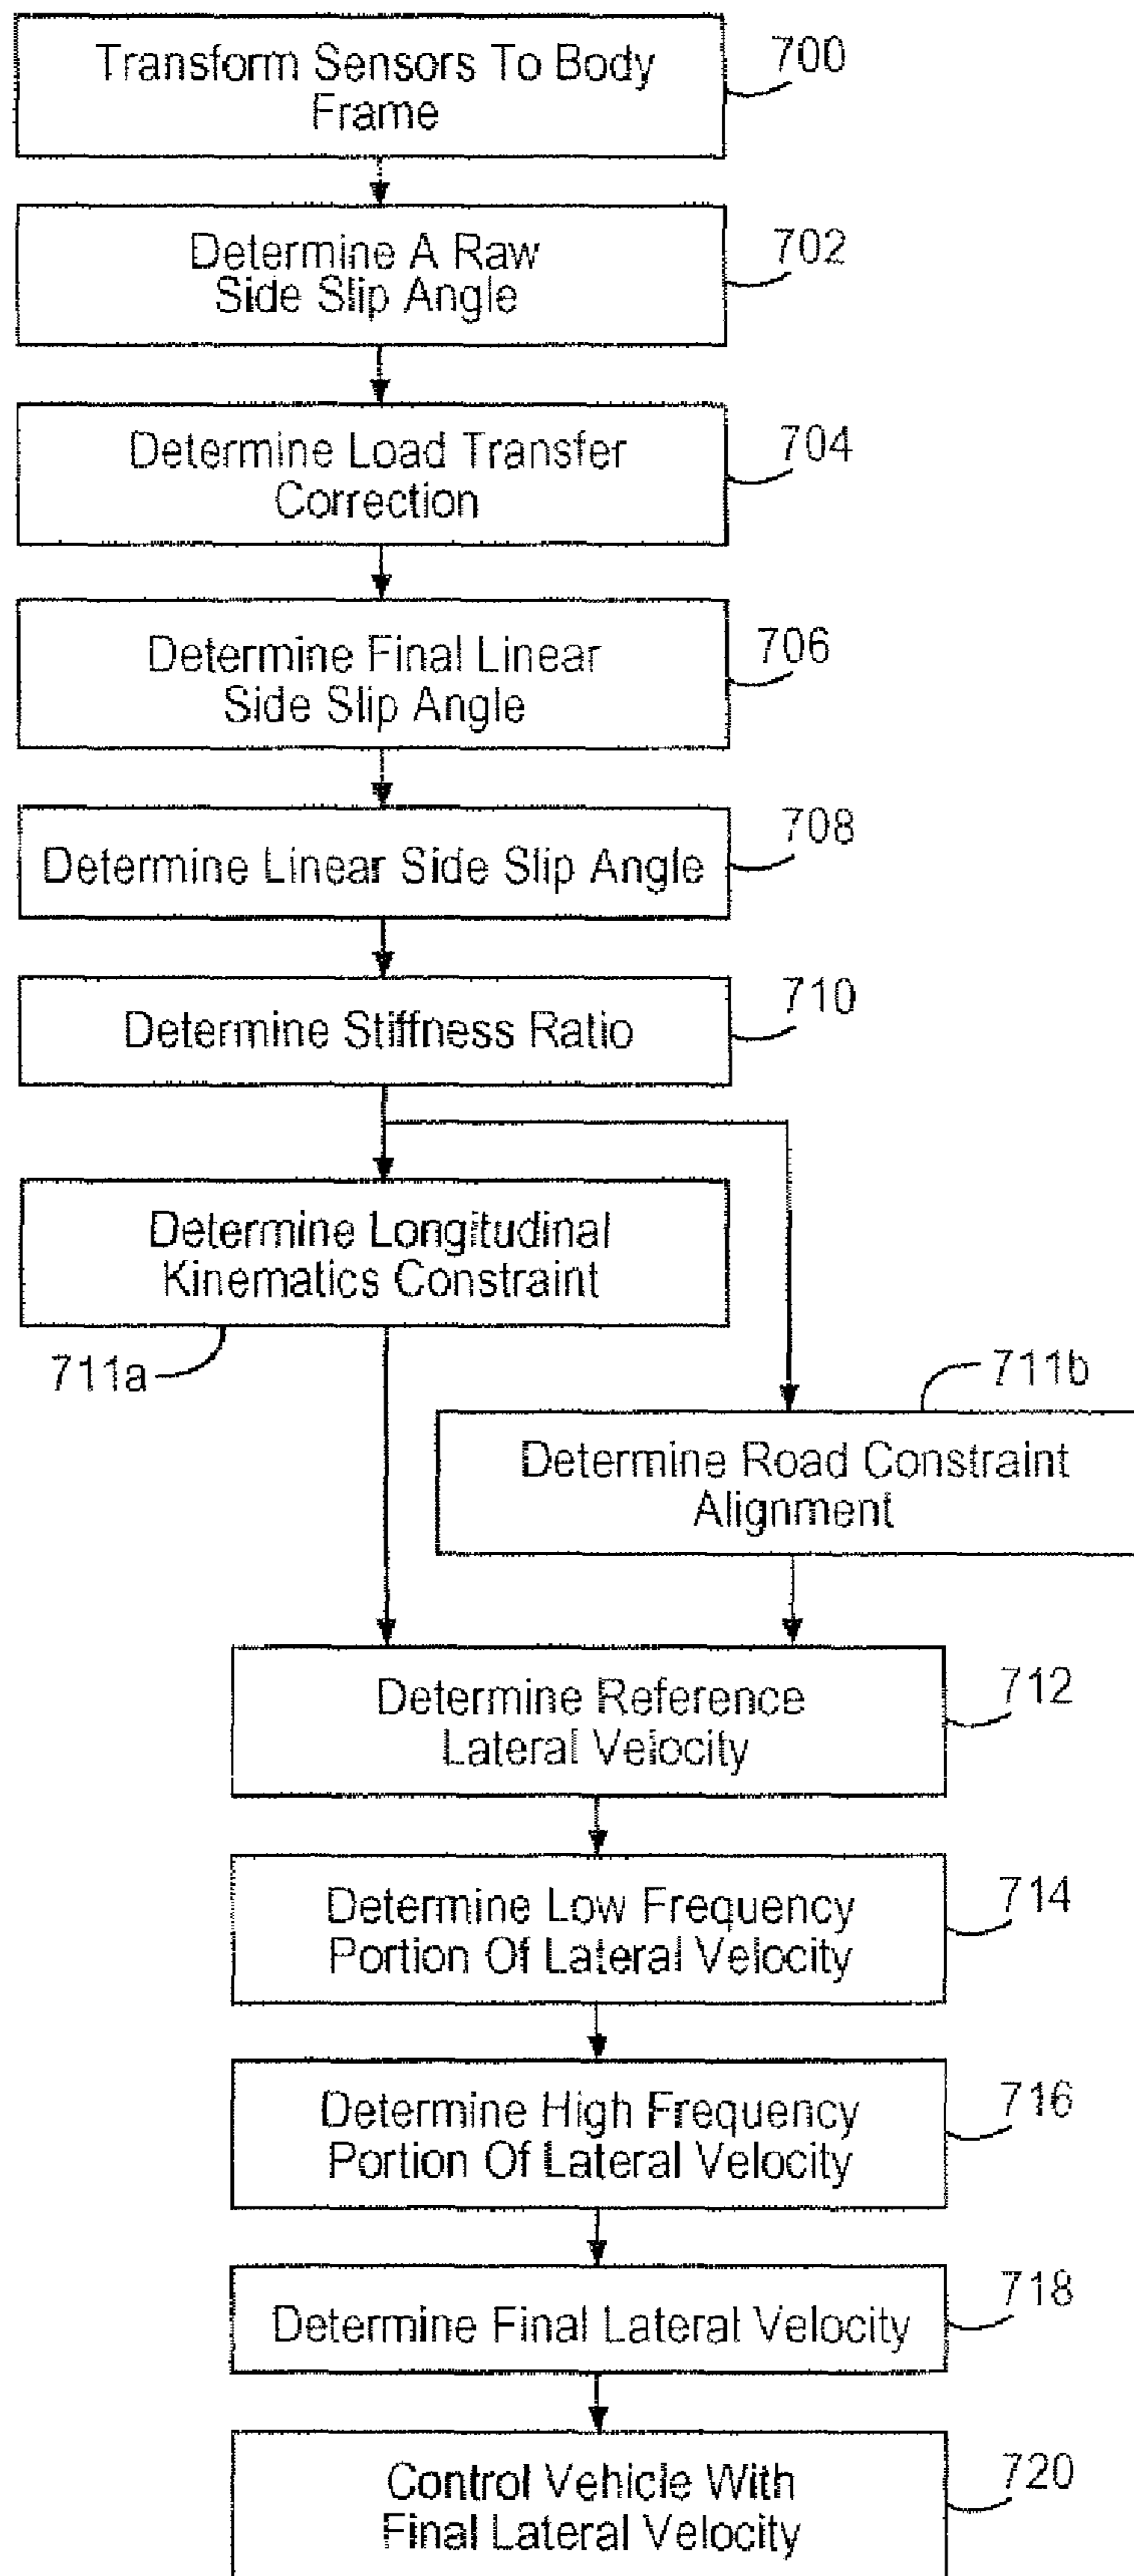 Transform Sensors To Body
Frame
700
Determine A Raw
Side Slip Angle
702
Determine Load Transfer
Correction
704
Determine Final Linear
Side Slip Angle
706
Determine Linear Side Slip Angle
708
Determine Stiffness Ratio
710
Determine Longitudinal
Kinematics Constraint
711a
711b
Determine Road Constraint
Alignment
Determine Reference
Lateral Velocity
712
Determine Low Frequency
Portion Of Lateral Velocity
714
Determine High Frequency
Portion Of Lateral Velocity
716
Determine Final Lateral Velocity
718
Control Vehicle With
Final Lateral Velocity
720